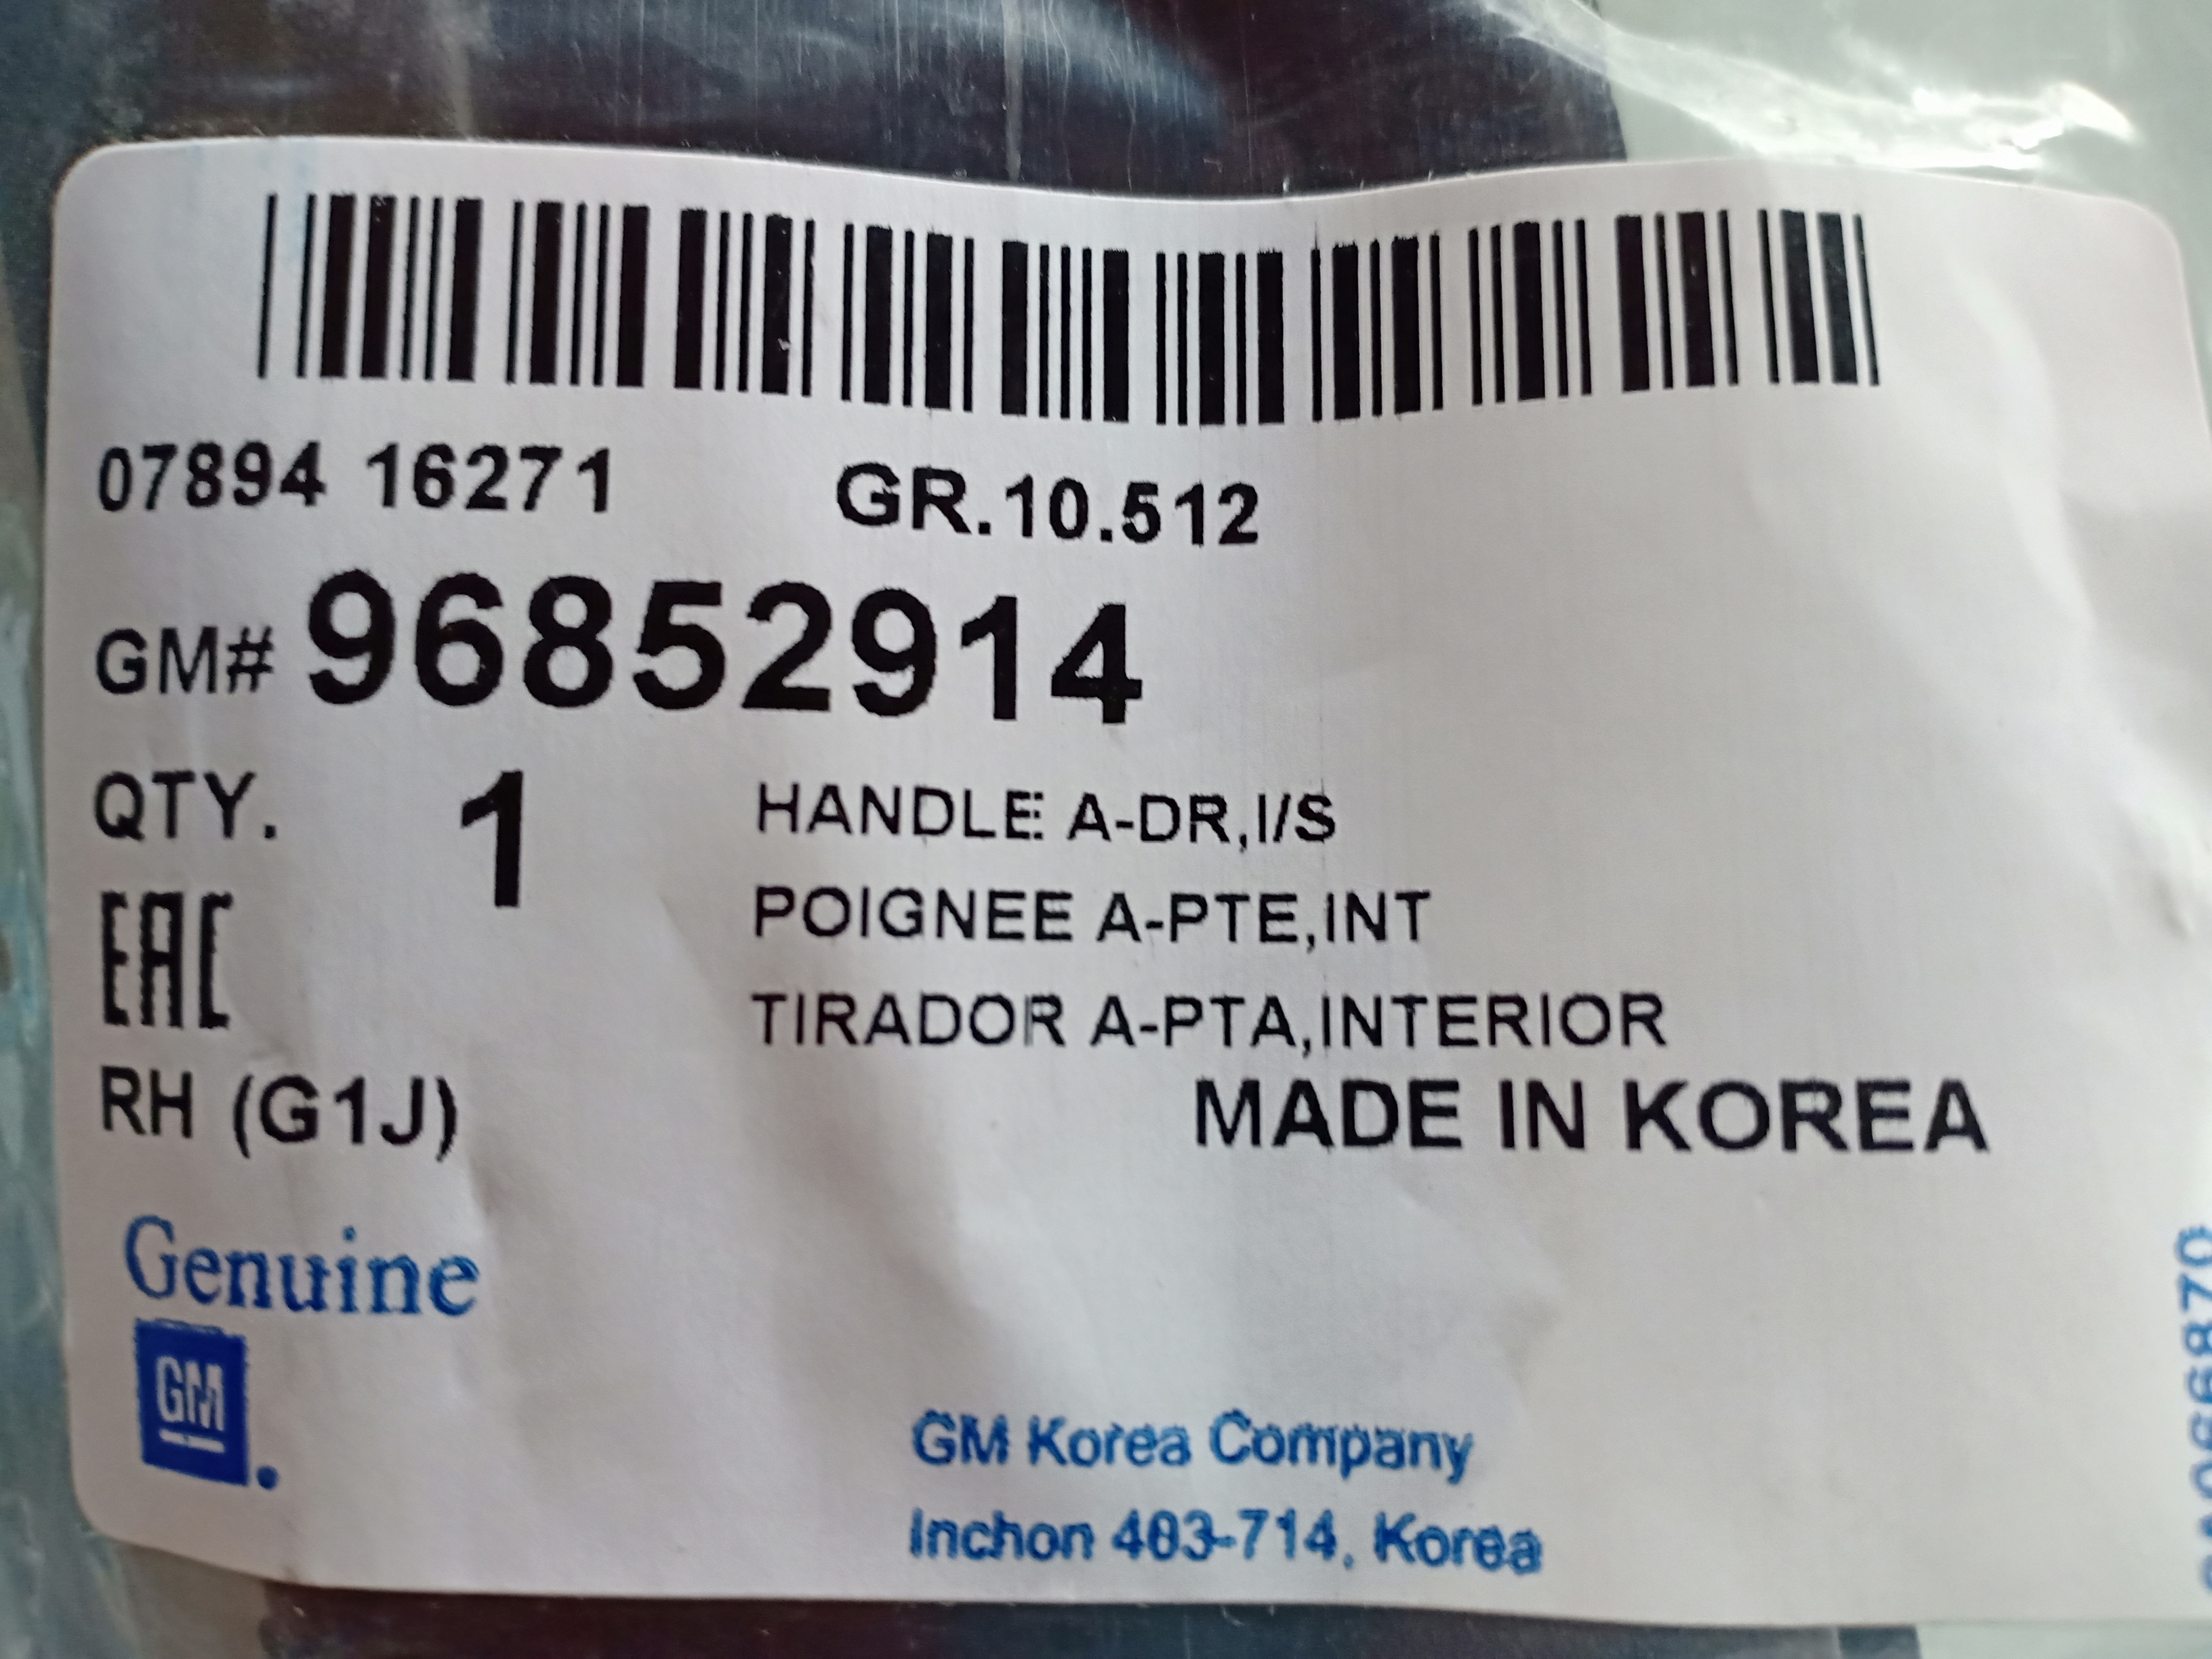 07894 16271 GR.10.512
GM# 96852914
QTY. 1 HANDLE A-DR,I/S
POIGNEE A-PTE,INT
EAC
TIRADOR A-PTA,INTERIOR
RH (G1J) MADE IN KOREA
Genuine
GM
GM Korea Company
Inchon 403-714, Korea